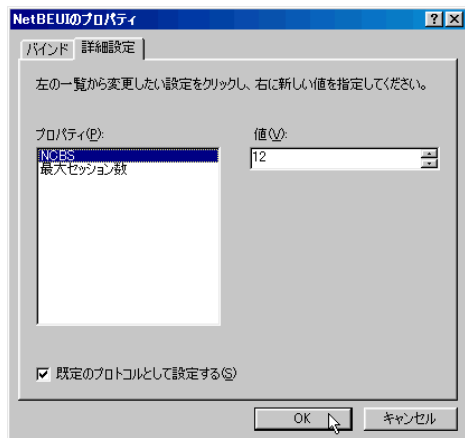 NetBEUIのプロパティ
バインド 詳細設定
左の一覧から変更したい設定をクリックし、右に新しい値を指定してください。
プロパティ(P): 値(V):
NCBS 12
最大セッション数
既定のプロトコルとして設定する(S)
OK キャンセル